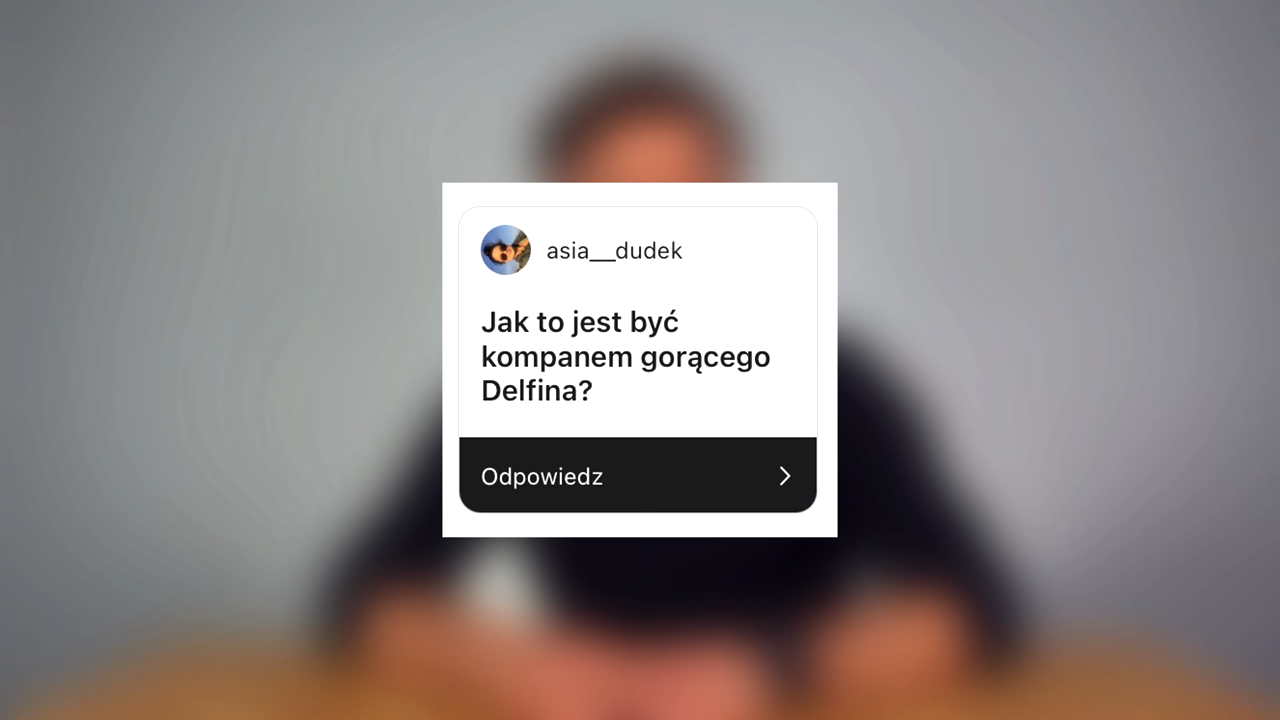 asia__dudek
Jak to jest być
kompanem gorącego
Delfina?
Odpowiedz